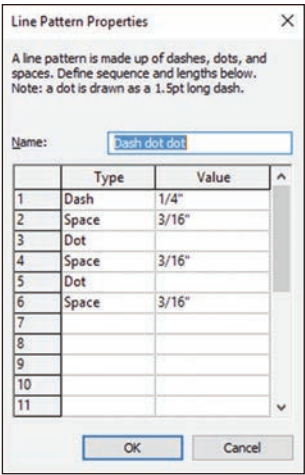 Line Pattern Properties
A line pattern is made up of dashes, dots, and
spaces. Define sequence and lengths below.
Note: a dot is drawn as a 1.5pt long dash.
Name: Dash dot dot
Type Value
1 Dash 1/4"
2 Space 3/16"
3 Dot
4 Space 3/16"
5 Dot
6 Space 3/16"
7
8
9
10
11
OK Cancel